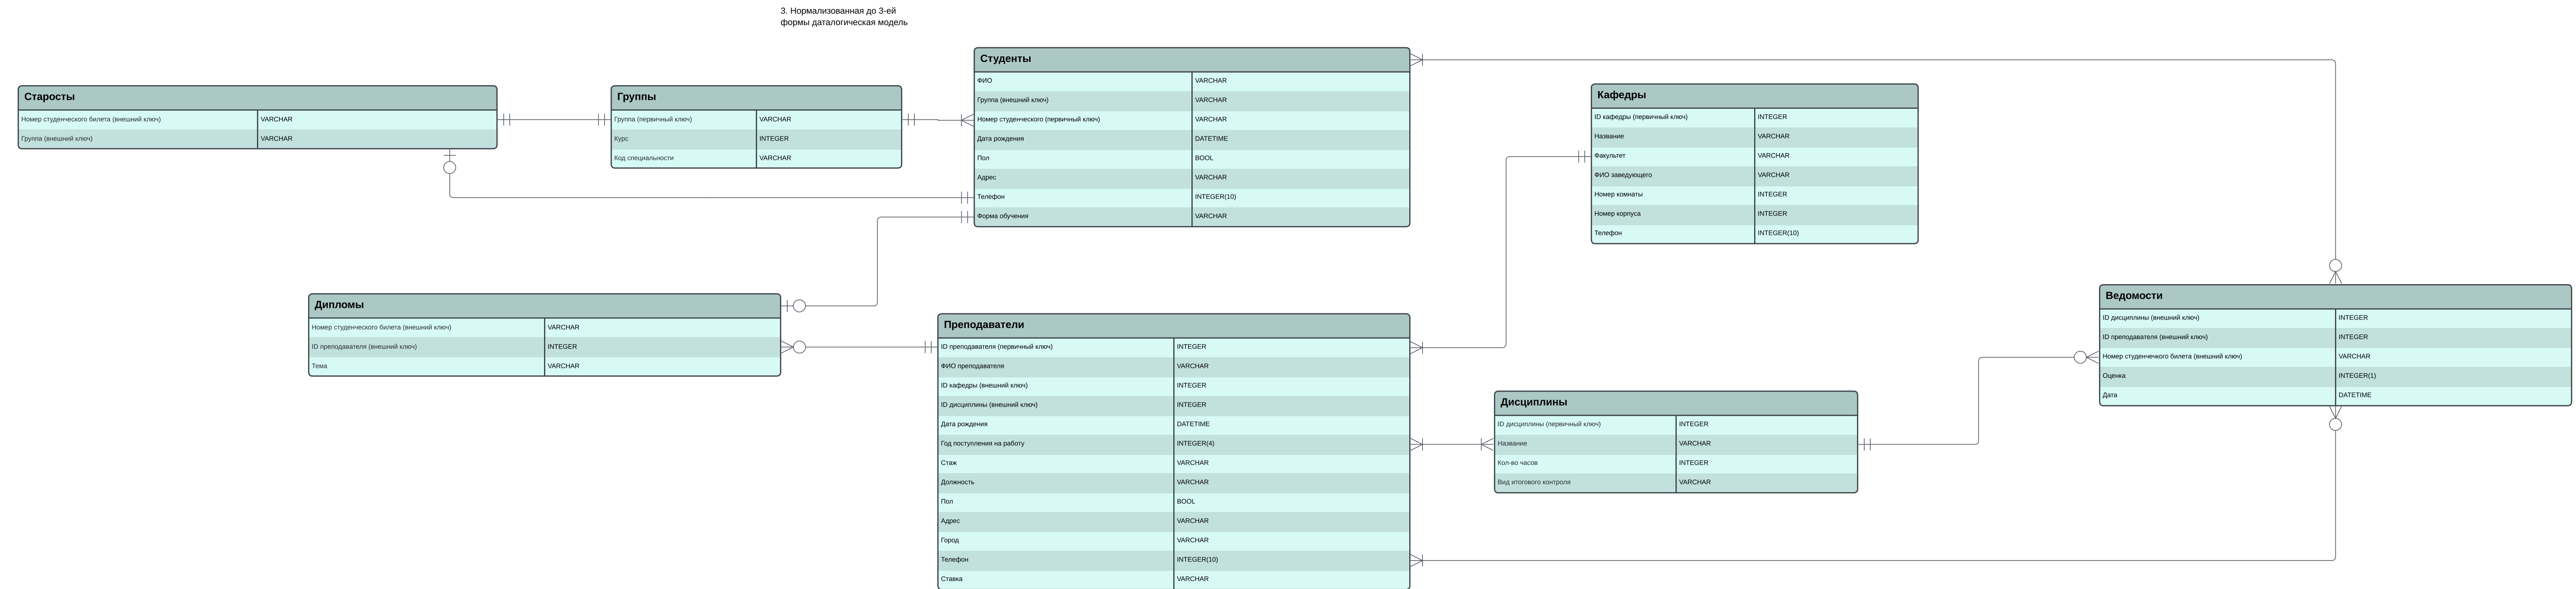 3. Нормализованная до 3-ей
формы даталогическая модель
Старосты
Номер студенческого билета (внешний ключ) VARCHAR
Группа (внешний ключ) VARCHAR
Группы
Группа (первичный ключ) VARCHAR
Курс INTEGER
Код специальности VARCHAR
Студенты
ФИО VARCHAR
Группа (внешний ключ) VARCHAR
Номер студенческого (первичный ключ) VARCHAR
Дата рождения DATETIME
Пол BOOL
Адрес VARCHAR
Телефон INTEGER(10)
Форма обучения VARCHAR
Кафедры
ID кафедры (первичный ключ) INTEGER
Название VARCHAR
Факультет VARCHAR
ФИО заведующего VARCHAR
Номер комнаты INTEGER
Номер корпуса INTEGER
Телефон INTEGER(10)
Дипломы
Номер студенческого билета (внешний ключ) VARCHAR
ID преподавателя (внешний ключ) INTEGER
Тема VARCHAR
Преподаватели
ID преподавателя (первичный ключ) INTEGER
ФИО преподавателя VARCHAR
ID кафедры (внешний ключ) INTEGER
ID дисциплины (внешний ключ) INTEGER
Дата рождения DATETIME
Год поступления на работу INTEGER(4)
Стаж VARCHAR
Должность VARCHAR
Пол BOOL
Адрес VARCHAR
Город VARCHAR
Телефон INTEGER(10)
Ставка VARCHAR
Дисциплины
ID дисциплины (первичный ключ) INTEGER
Название VARCHAR
Кол-во часов INTEGER
Вид итогового контроля VARCHAR
Ведомости
ID дисциплины (внешний ключ) INTEGER
ID преподавателя (внешний ключ) INTEGER
Номер студенчекого билета (внешний ключ) VARCHAR
Оценка INTEGER(1)
Дата DATETIME